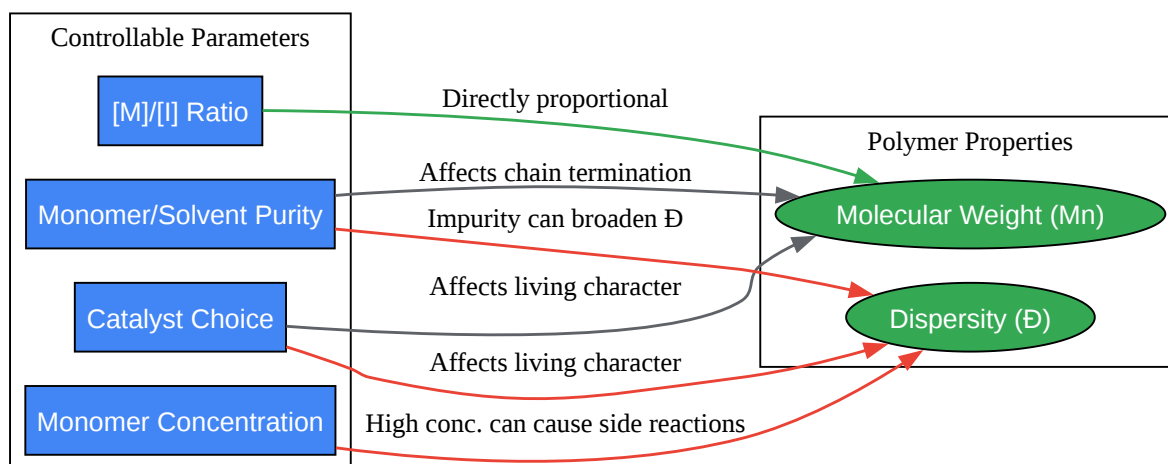 Controllable Parameters
[M]/[I] Ratio
Monomer/Solvent Purity
Catalyst Choice
Monomer Concentration
Directly proportional
Affects chain termination
Impurity can broaden Đ
Affects living character
Affects living character
High conc. can cause side reactions
Polymer Properties
Molecular Weight (Mn)
Dispersity (Đ)